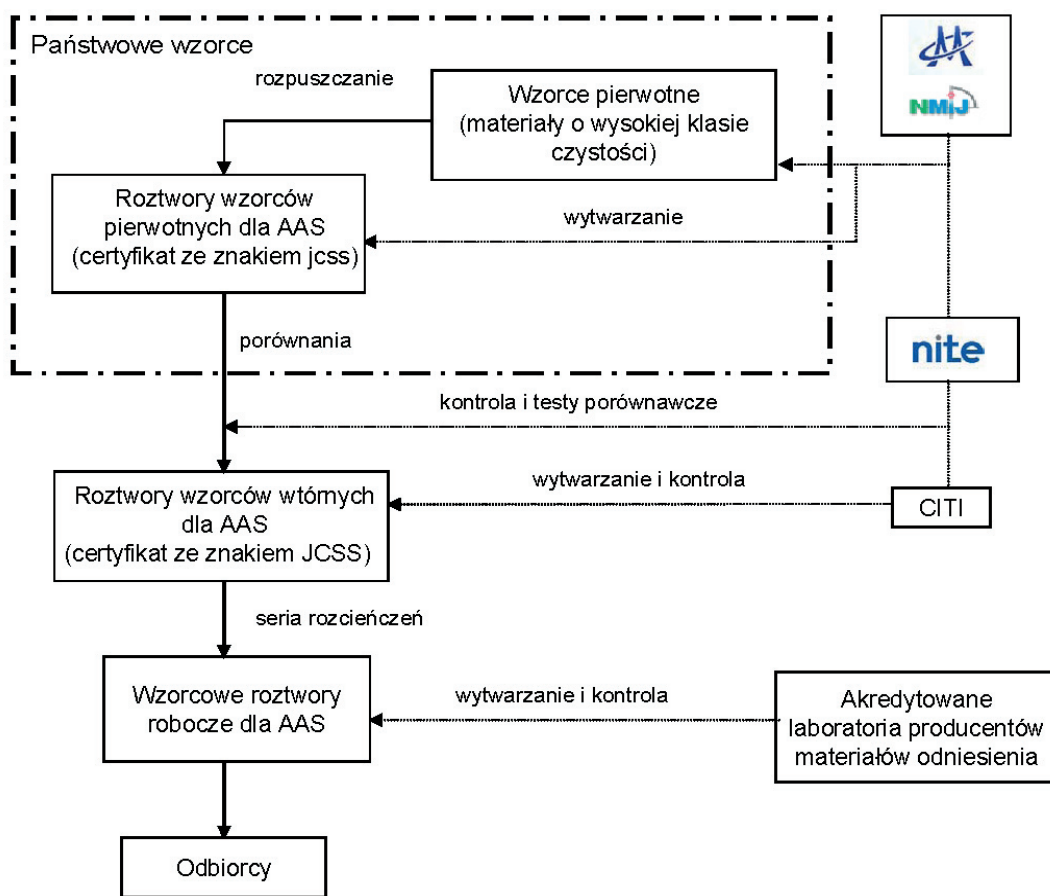 Państwowe wzorce
rozpuszczanie
Wzorce pierwotne
(materiały o wysokiej klasie
czystości)
NMIJ
Roztwory wzorców
pierwotnych dla AAS
(certyfikat ze znakiem jcss)
wytwarzanie
porównania
nite
kontrola i testy porównawcze
Roztwory wzorców wtórnych
dla AAS
(certyfikat ze znakiem JCSS)
wytwarzanie i kontrola
CITI
seria rozcieńczeń
Wzorcowe roztwory
robocze dla AAS
wytwarzanie i kontrola
Akredytowane
laboratoria producentów
materiałów odniesienia
Odbiorcy